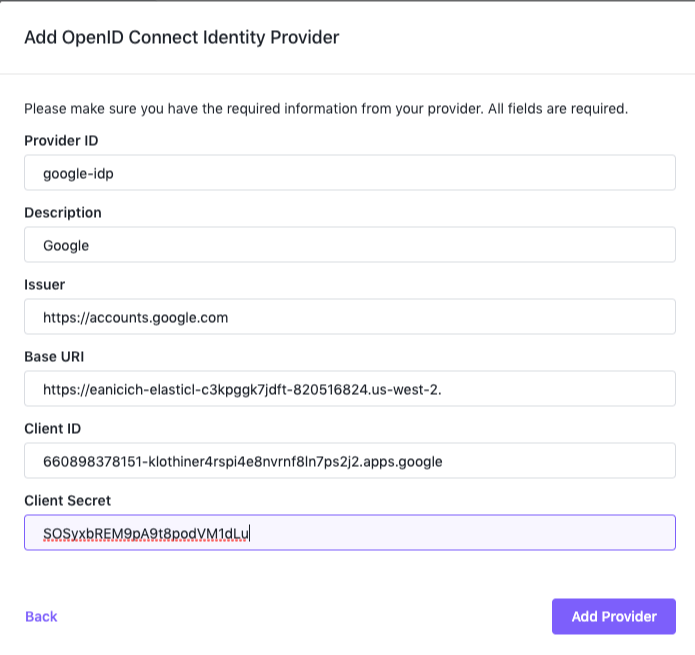 Add OpenID Connect Identity Provider
Please make sure you have the required information from your provider. All fields are required.
Provider ID
google-idp
Description
Google
Issuer
https://accounts.google.com
Base URI
https://eanicich-elasticl-c3kpggk7jdft-820516824.us-west-2.
Client ID
660898378151-klothiner4rspi4e8nvrnf8ln7ps2j2.apps.google
Client Secret
SOSyxbREM9pA9t8podVM1dLu
Back
Add Provider